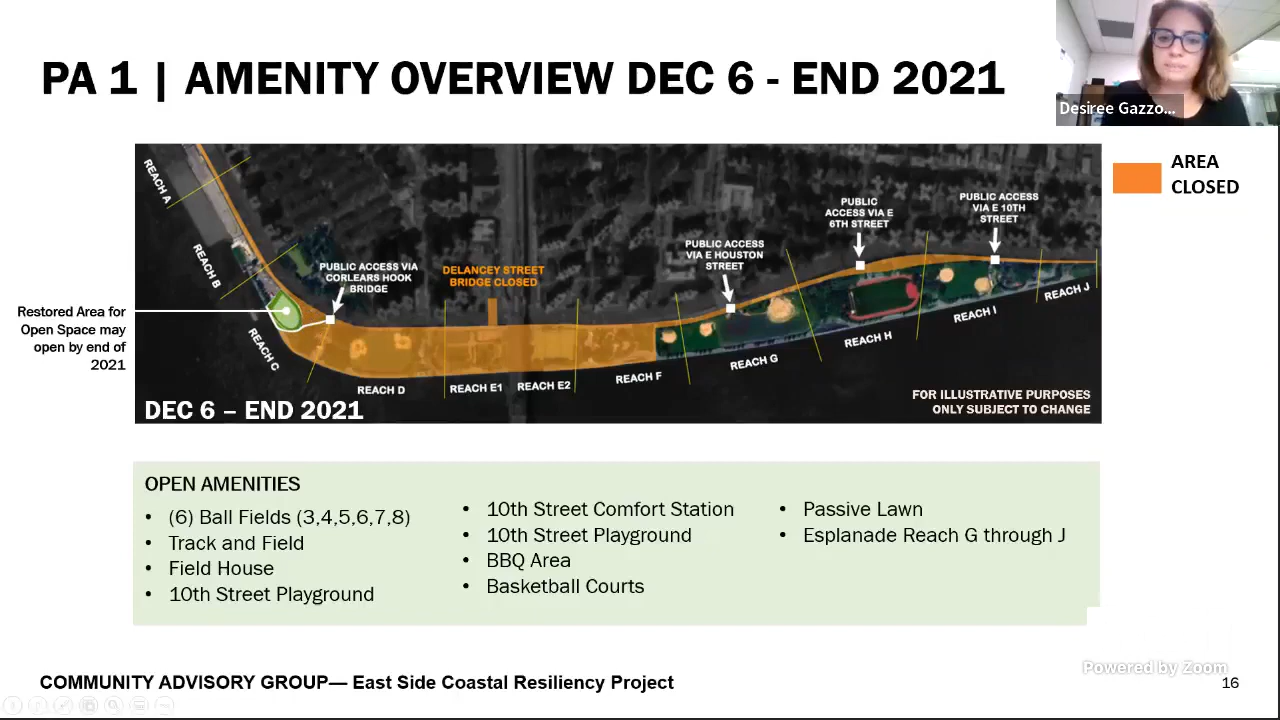 PA 1 | AMENITY OVERVIEW DEC 6 - END 2021
Desiree Gazzo...
AREA
CLOSED
REACH A
REACH B
Restored Area for
Open Space may
open by end of
2021
REACH C
PUBLIC ACCESS VIA
CORLEARS HOOK
BRIDGE
DELANCEY STREET
BRIDGE CLOSED
PUBLIC ACCESS
VIA E HOUSTON
STREET
PUBLIC
ACCESS VIA E
6TH STREET
PUBLIC ACCESS
VIA E 10TH
STREET
REACH D
REACH E1
REACH E2
REACH F
REACH G
REACH H
REACH I
REACH J
DEC 6 – END 2021
FOR ILLUSTRATIVE PURPOSES
ONLY SUBJECT TO CHANGE
OPEN AMENITIES
• (6) Ball Fields (3,4,5,6,7,8)
• Track and Field
• Field House
• 10th Street Playground
• 10th Street Comfort Station
• 10th Street Playground
• BBQ Area
• Basketball Courts
• Passive Lawn
• Esplanade Reach G through J
Powered by Zoom
COMMUNITY ADVISORY GROUP— East Side Coastal Resiliency Project
16